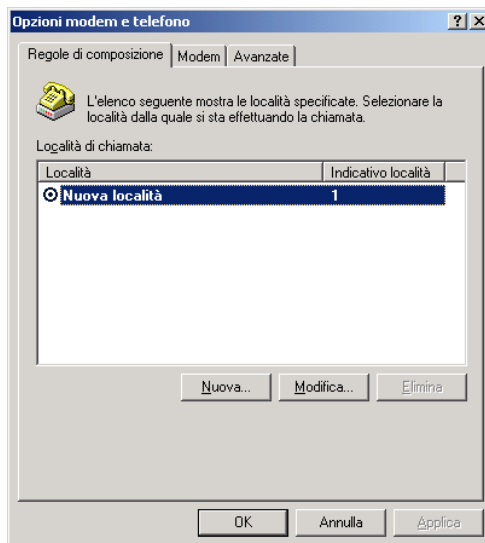 Opzioni modem e telefono
Regole di composizione Modem Avanzate
L'elenco seguente mostra le località specificate. Selezionare la
località dalla quale si sta effettuando la chiamata.
Località di chiamata:
Località Indicativo località
Nuova località 1
Nuova... Modifica... Elimina
OK Annulla Applica